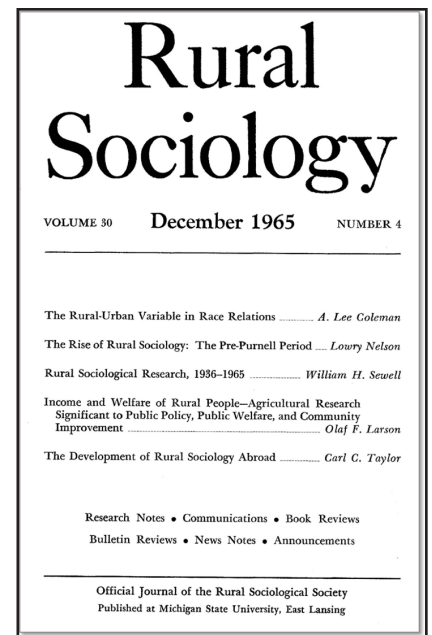 Rural
Sociology
VOLUME 30 December 1965 NUMBER 4
The Rural-Urban Variable in Race Relations ............ A. Lee Coleman
The Rise of Rural Sociology: The Pre-Purnell Period .... Lowry Nelson
Rural Sociological Research, 1936–1965 ................ William H. Sewell
Income and Welfare of Rural People—Agricultural Research
Significant to Public Policy, Public Welfare, and Community
Improvement ................................ Olaf F. Larson
The Development of Rural Sociology Abroad ............ Carl C. Taylor
Research Notes • Communications • Book Reviews
Bulletin Reviews • News Notes • Announcements
Official Journal of the Rural Sociological Society
Published at Michigan State University, East Lansing